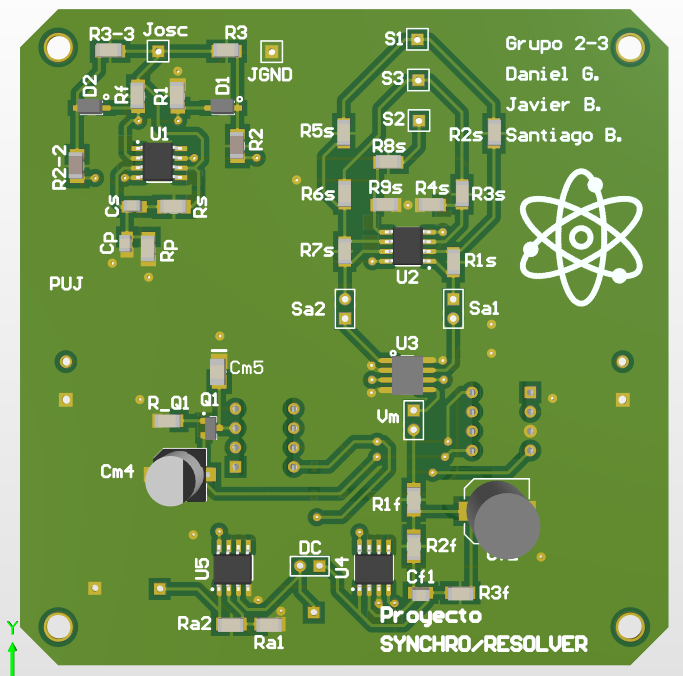 R3-3 Josc R3
JGND
D2 Rf R1 D1
U1
R2-2 R2
Cs Rs
Cp Rp
PUJ
S1
S3
S2
Grupo 2-3
Daniel G.
Javier B.
Santiago B.
R5s R2s
R8s
R6s R9s R4s R3s
R7s R1s
U2
Sa2 Sa1
U3
Vm
Cm5
R_Q1 Q1
Cm4
R1f
R2f
U5 DC U4
Cf1 R3f
Ra2 Ra1
Proyecto
SYNCHRO/RESOLVER
Y